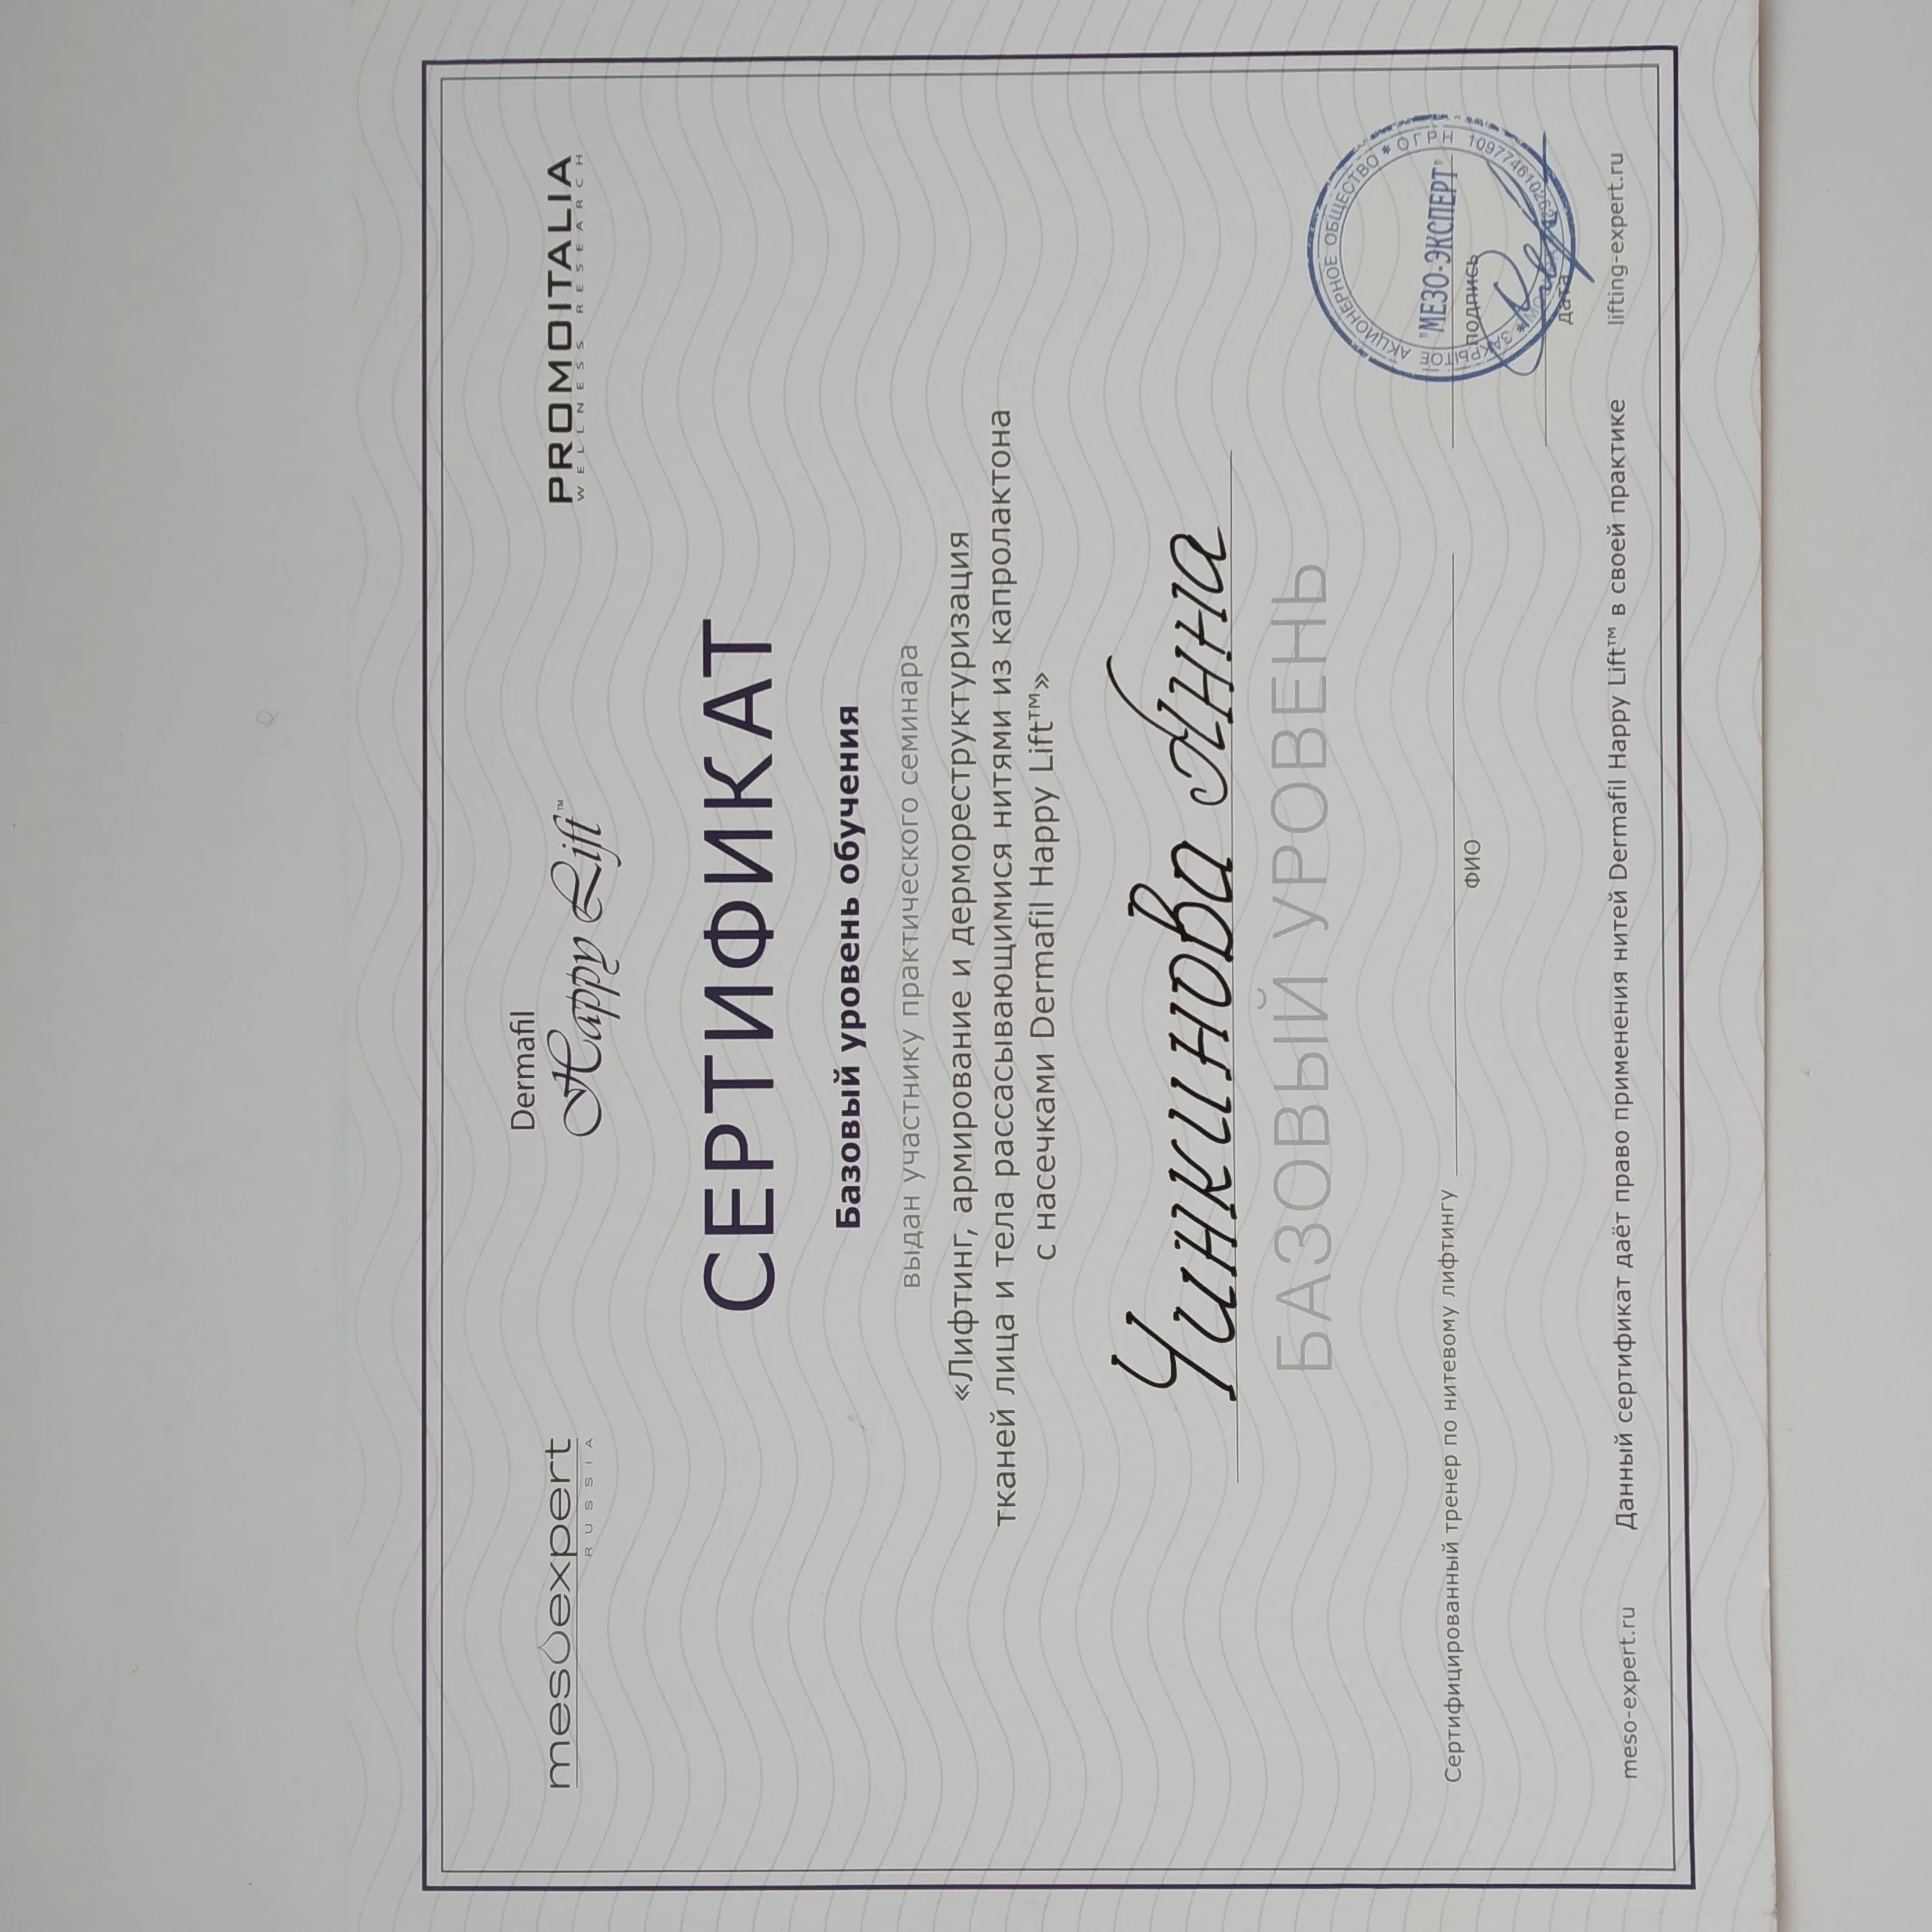 mesoexpert
RUSSIA
Dermafil
Happy Lift™
PROMOITALIA
WELLNESS RESEARCH
СЕРТИФИКАТ
Базовый уровень обучения
выдан участнику практического семинара
«Лифтинг, армирование и дермореструктуризация
тканей лица и тела рассасывающимися нитями из капролактона
с насечками Dermafil Happy Lift™»
Чинкинова Анна
БАЗОВЫЙ УРОВЕНЬ
Сертифицированный тренер по нитевому лифтингу
ФИО
подпись
дата
ЗАКРЫТОЕ АКЦИОНЕРНОЕ ОБЩЕСТВО * ОГРН
"МЕЗО-ЭКСПЕРТ"
meso-expert.ru
Данный сертификат даёт право применения нитей Dermafil Happy Lift™ в своей практике
lifting-expert.ru